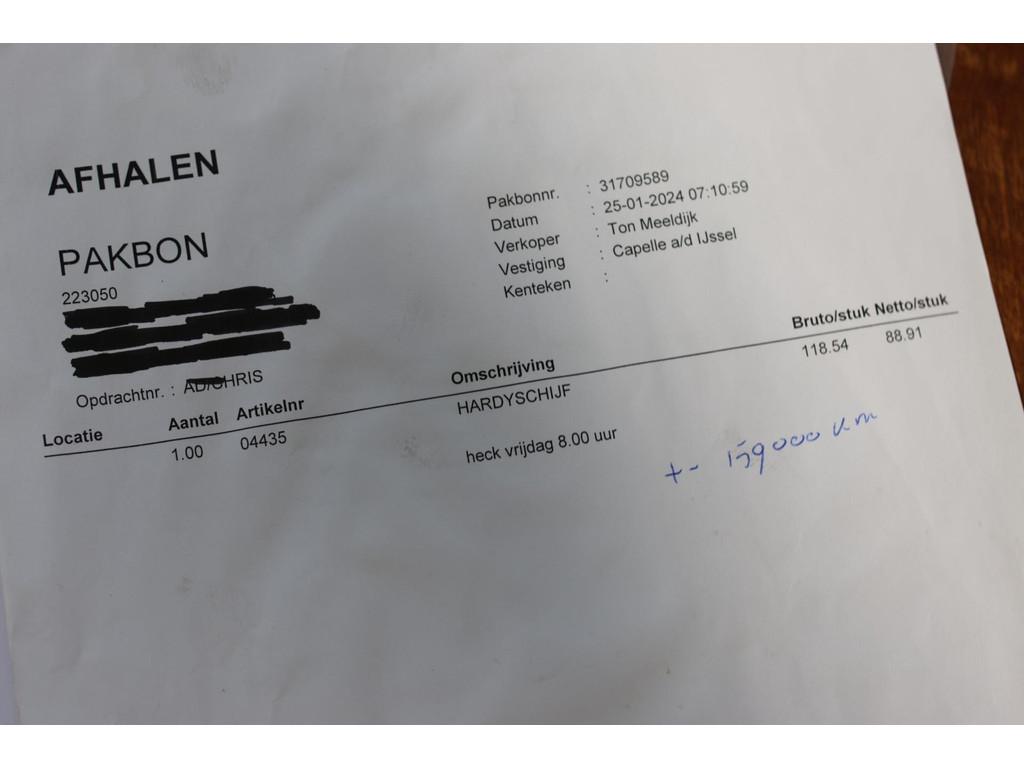 AFHALEN
PAKBON
223050
Opdrachtnr. : AD/CHRIS
Pakbonnr. : 31709589
Datum : 25-01-2024 07:10:59
Verkoper : Ton Meeldijk
Vestiging : Capelle a/d IJssel
Kenteken :
Locatie Aantal Artikelnr Omschrijving Bruto/stuk Netto/stuk
1.00 04435 HARDYSCHIJF 118.54 88.91
heck vrijdag 8.00 uur
+- 159000 km